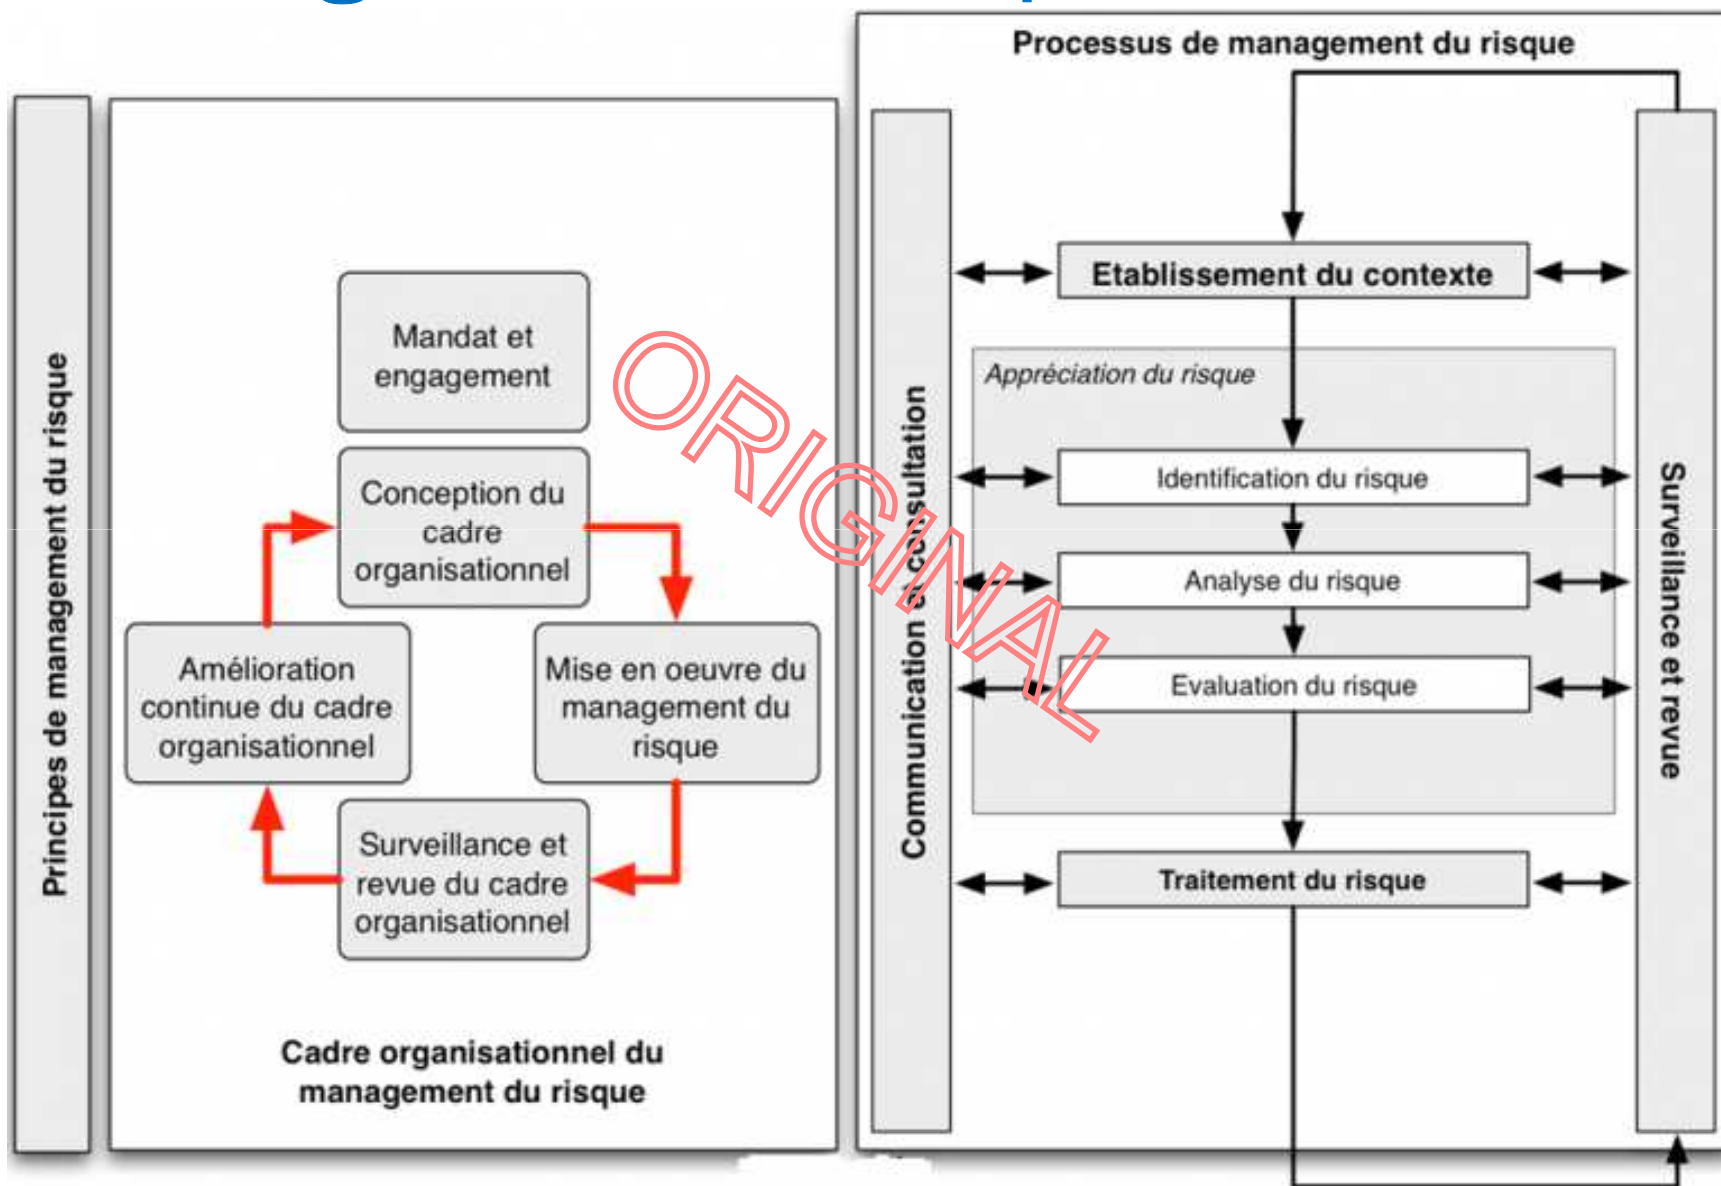 Principes de management du risque
Mandat et
engagement
Conception du
cadre
organisationnel
Amélioration
continue du cadre
organisationnel
Mise en oeuvre du
management du
risque
Surveillance et
revue du cadre
organisationnel
Cadre organisationnel du
management du risque
Processus de management du risque
Communication et consultation
Etablissement du contexte
Appréciation du risque
Identification du risque
Analyse du risque
Evaluation du risque
Traitement du risque
Surveillance et revue
ORIGINAL